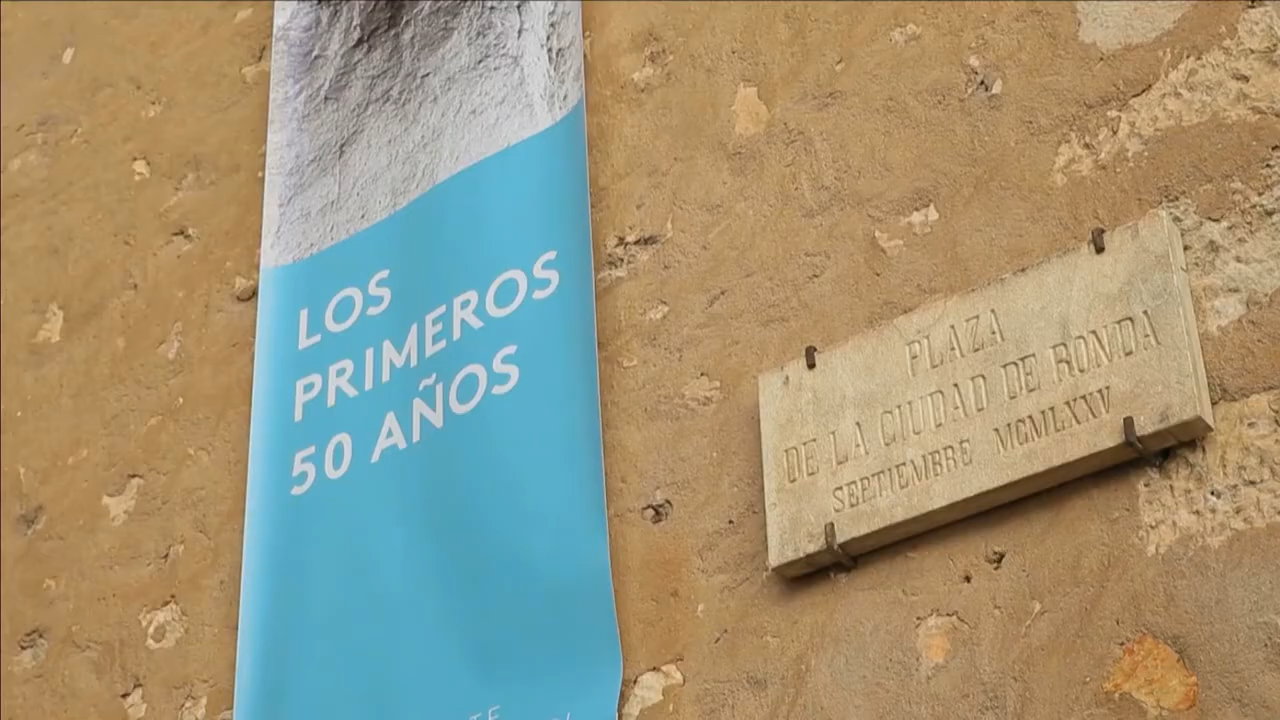 LOS
PRIMEROS
50 AÑOS
PLAZA
DE LA CIUDAD DE RONDA
SEPTIEMBRE MCMLXXV